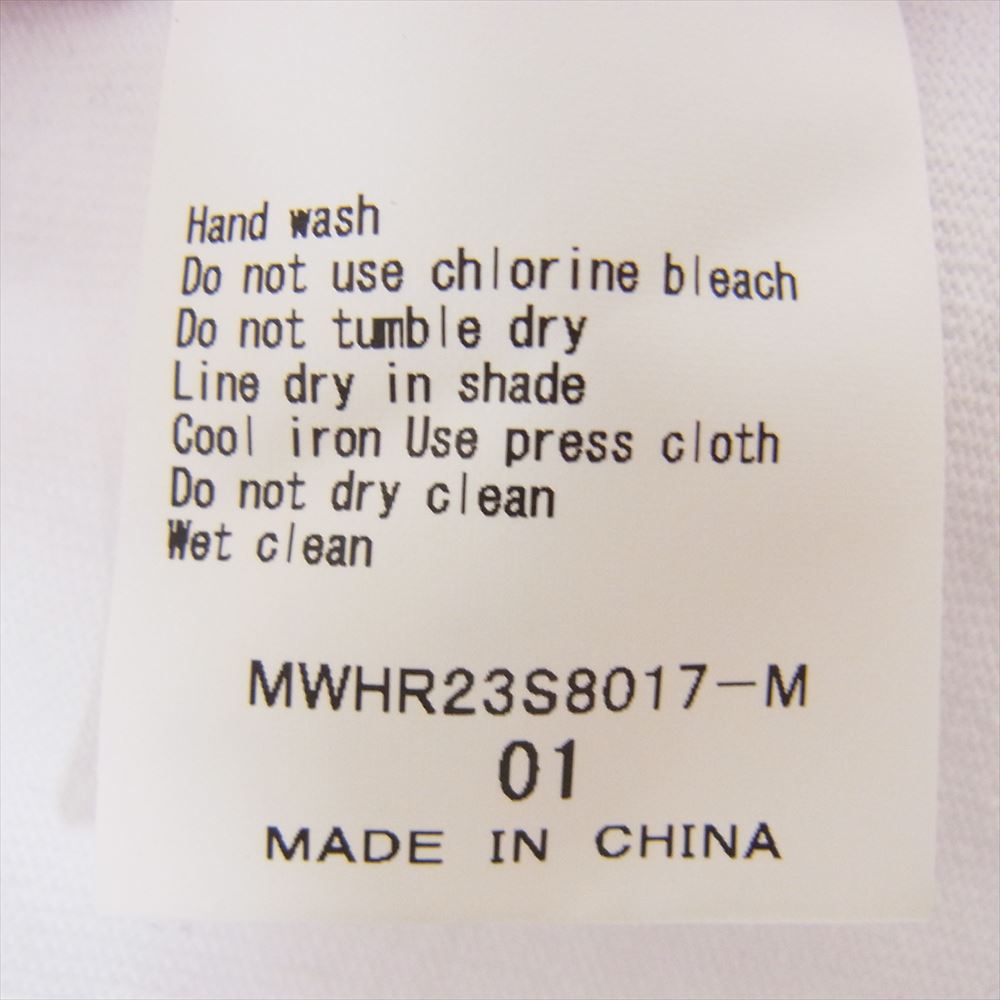 Hand wash
Do not use chlorine bleach
Do not tumble dry
Line dry in shade
Cool iron Use press cloth
Do not dry clean
Wet clean
MWHR23S8017-M
01
MADE IN CHINA